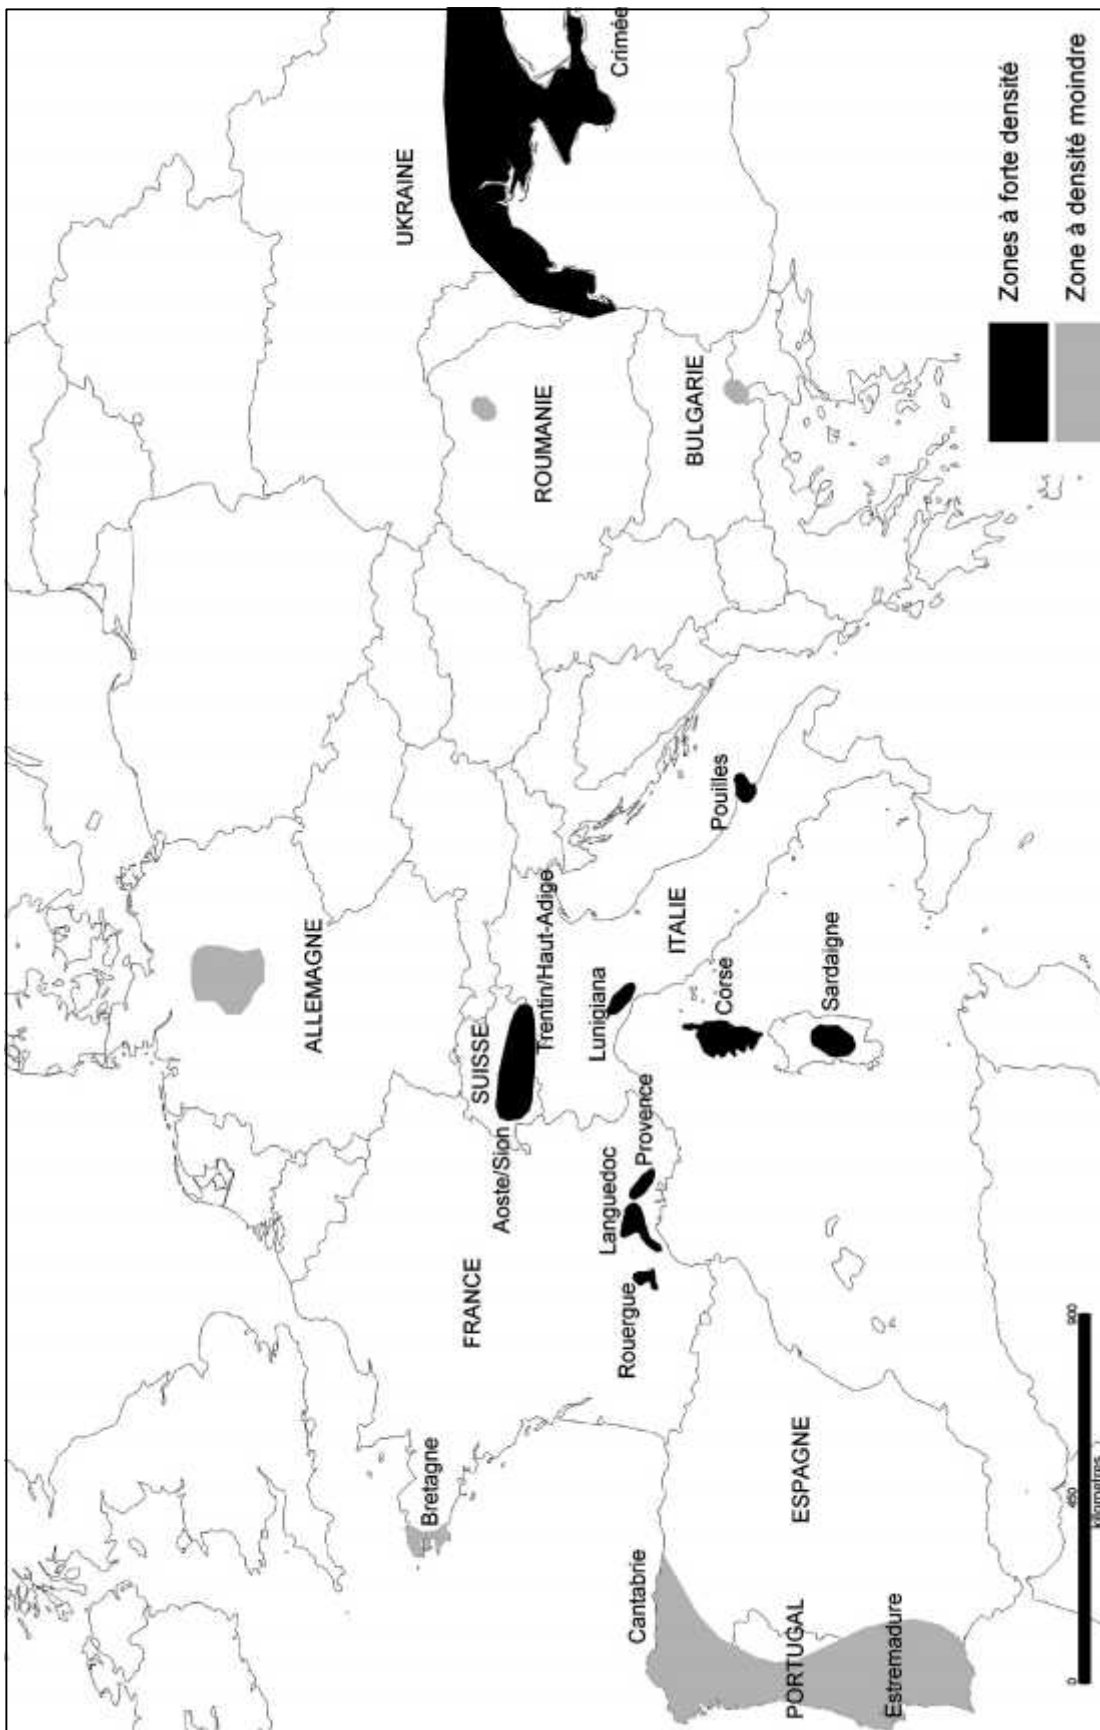 ALLEMAGNE
UKRAINE
Bretagne
FRANCE
SUISSE
Aoste/Sion
ROUMANIE
Trentin/Haut-Adige
Lunigiana
Languedoc
Crimée
Rouergue
Cantabrie
Provence
ITALIE
BULGARIE
Pouilles
Corse
PORTUGAL
ESPAGNE
Sardaigne
Estremadure
Zones à forte densité
Zone à densité moindre
0 450 900
kilometres